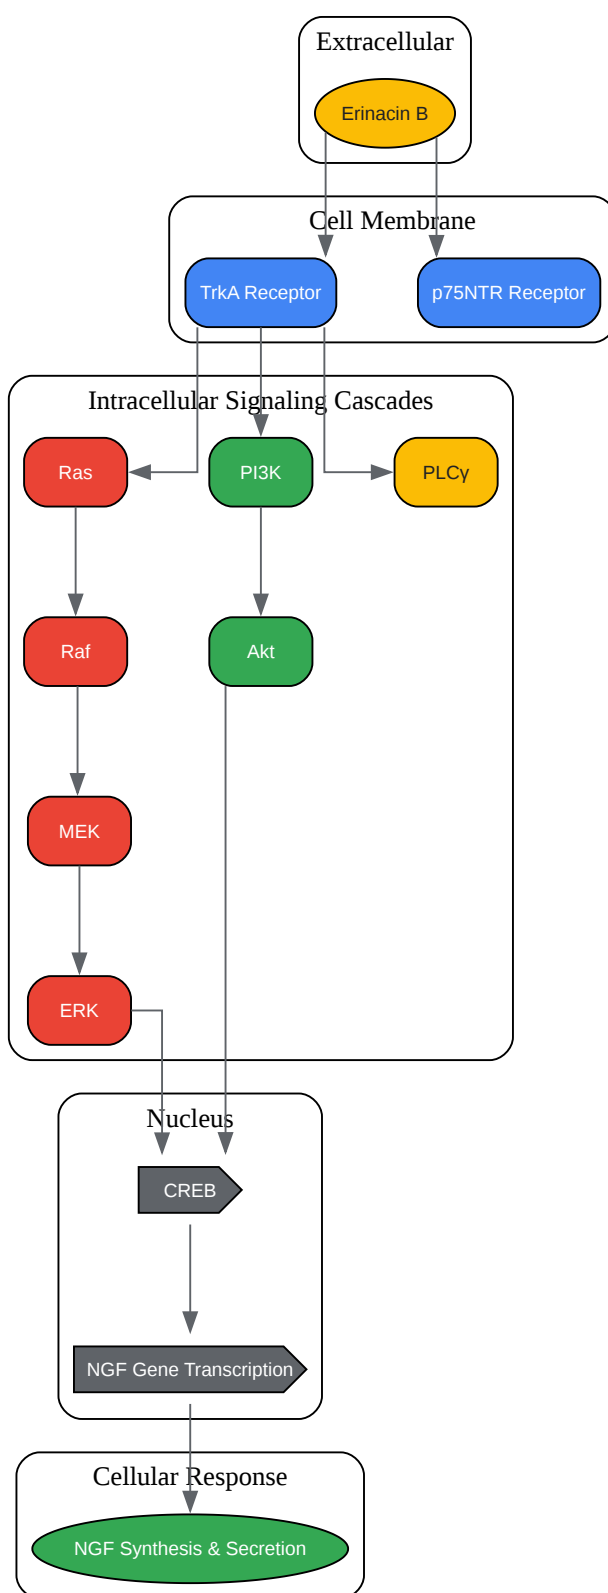 Extracellular
Erinacin B
Cell Membrane
TrkA Receptor
p75NTR Receptor
Intracellular Signaling Cascades
Ras
PI3K
PLCγ
Raf
Akt
MEK
ERK
Nucleus
CREB
NGF Gene Transcription
Cellular Response
NGF Synthesis & Secretion